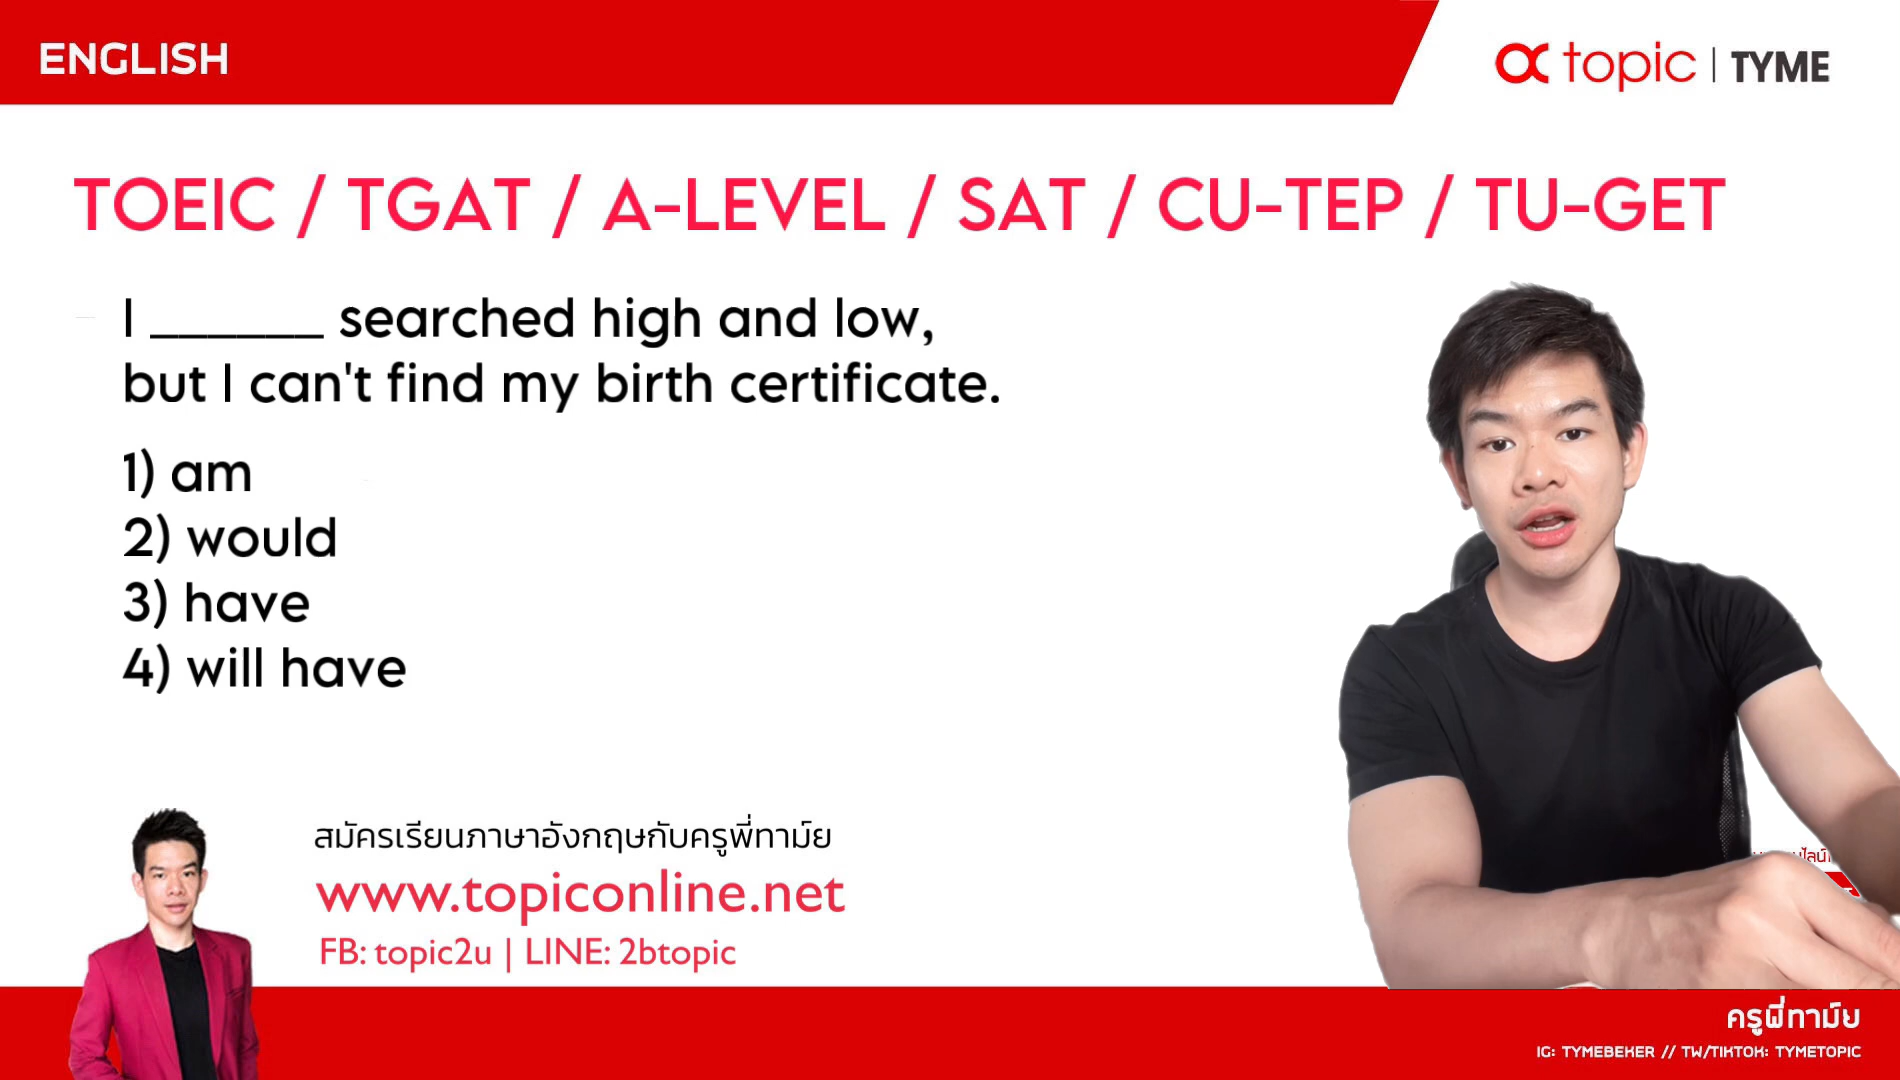 ENGLISH
topic | TYME
TOEIC / TGAT / A-LEVEL / SAT / CU-TEP / TU-GET
I ______ searched high and low,
but I can't find my birth certificate.
1) am
2) would
3) have
4) will have
สมัครเรียนภาษาอังกฤษกับครูพี่ทาม์ย
www.topiconline.net
FB: topic2u | LINE: 2btopic
ครูพี่ทาม์ย
IG: TYMEBEKER // TW/TIKTOK: TYMETOPIC